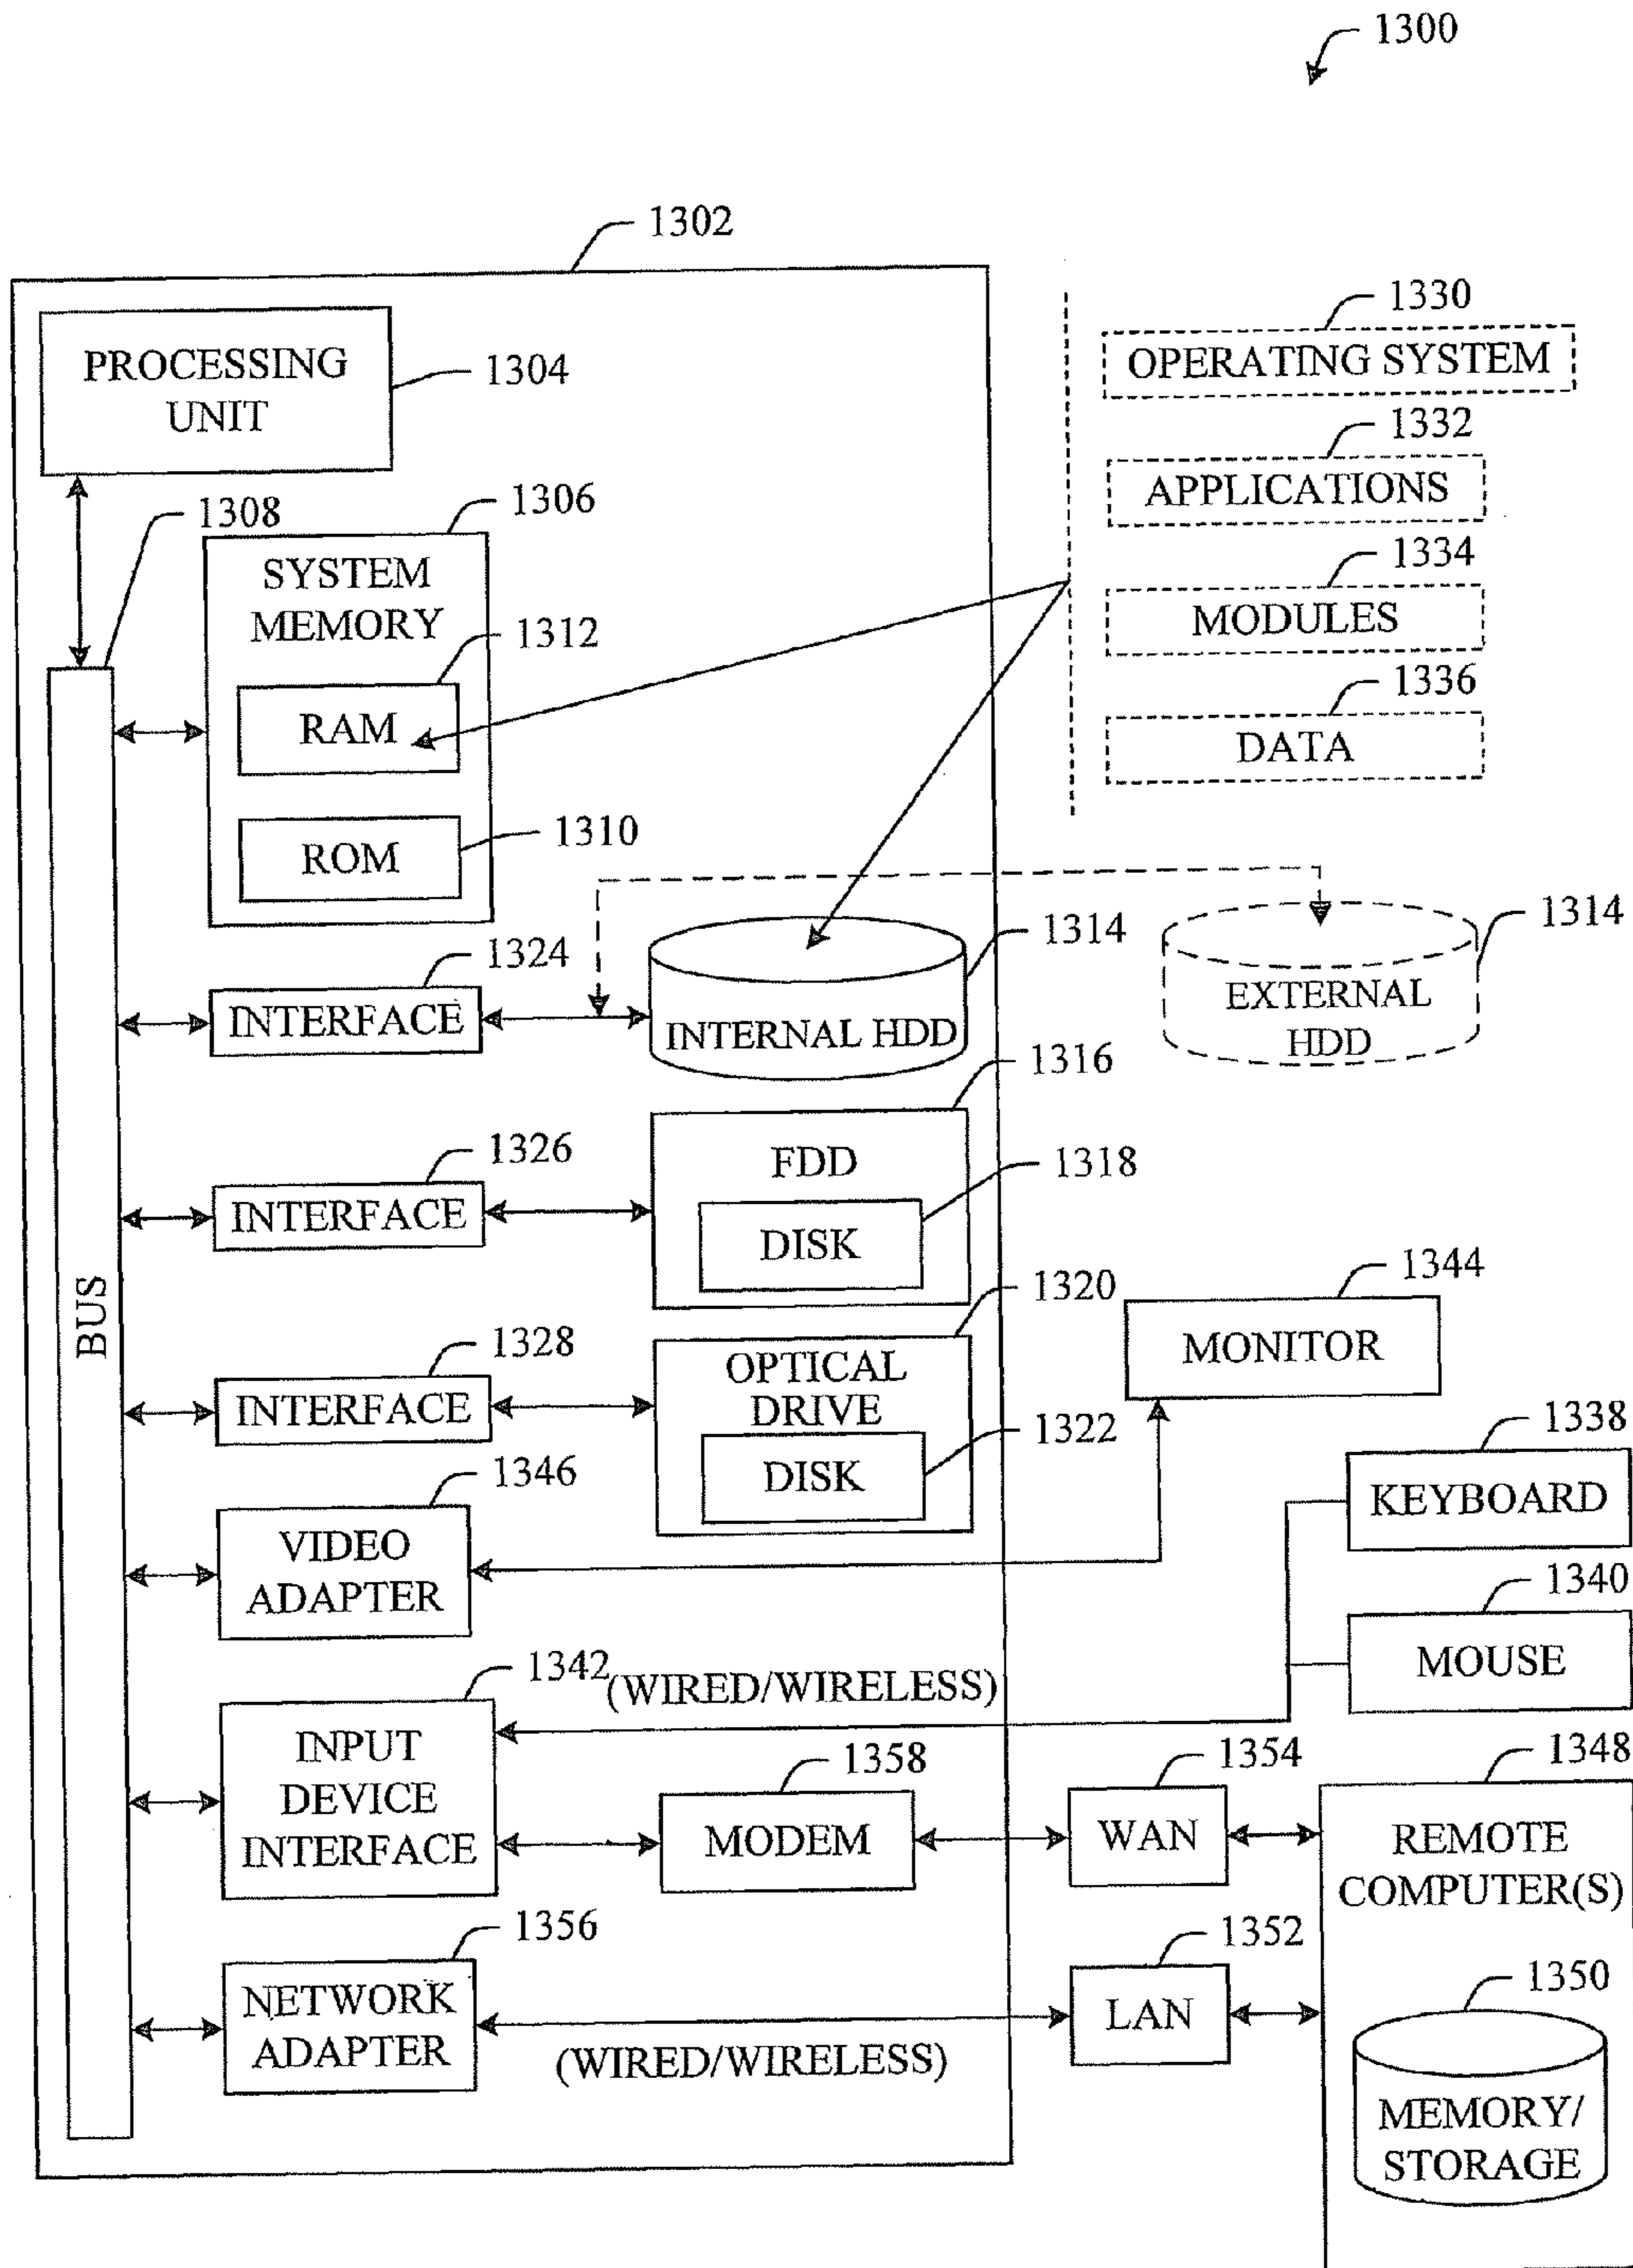 1300
1302
PROCESSING
UNIT
1304
1308
1306
SYSTEM
MEMORY
1312
RAM
1310
ROM
1330
OPERATING SYSTEM
1332
APPLICATIONS
1334
MODULES
1336
DATA
1324
INTERFACE
1314
INTERNAL HDD
1314
EXTERNAL
HDD
1326
INTERFACE
1316
FDD
1318
DISK
BUS
1328
INTERFACE
1320
OPTICAL
DRIVE
1322
DISK
1344
MONITOR
1338
KEYBOARD
1346
VIDEO
ADAPTER
1340
MOUSE
1342
(WIRED/WIRELESS)
INPUT
DEVICE
INTERFACE
1358
MODEM
1354
WAN
1348
REMOTE
COMPUTER(S)
1356
NETWORK
ADAPTER
(WIRED/WIRELESS)
1352
LAN
1350
MEMORY/
STORAGE